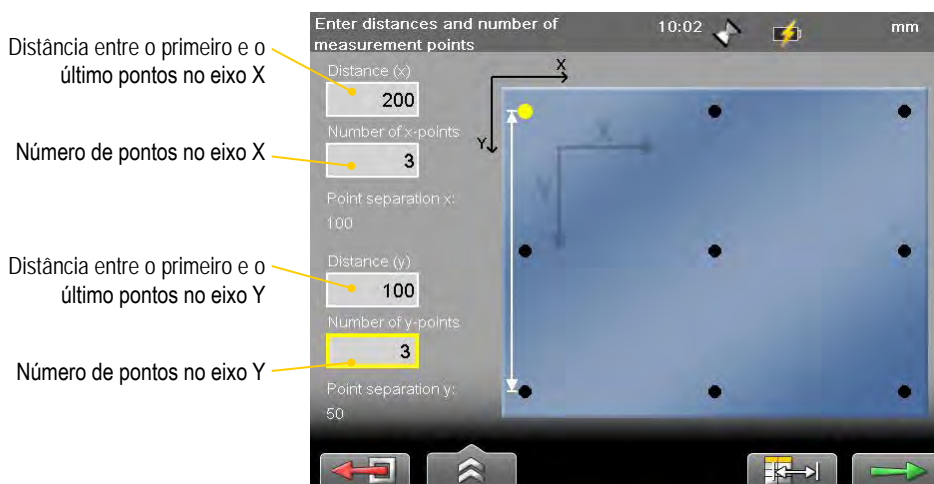 Distância entre o primeiro e o
último pontos no eixo X
Número de pontos no eixo X
Distância entre o primeiro e o
último pontos no eixo Y
Número de pontos no eixo Y
Enter distances and number of
measurement points
10:02
mm
Distance (x)
200
Number of x-points
3
Point separation x:
100
Distance (y)
100
Number of y-points
3
Point separation y:
50
X
Y
X
Y